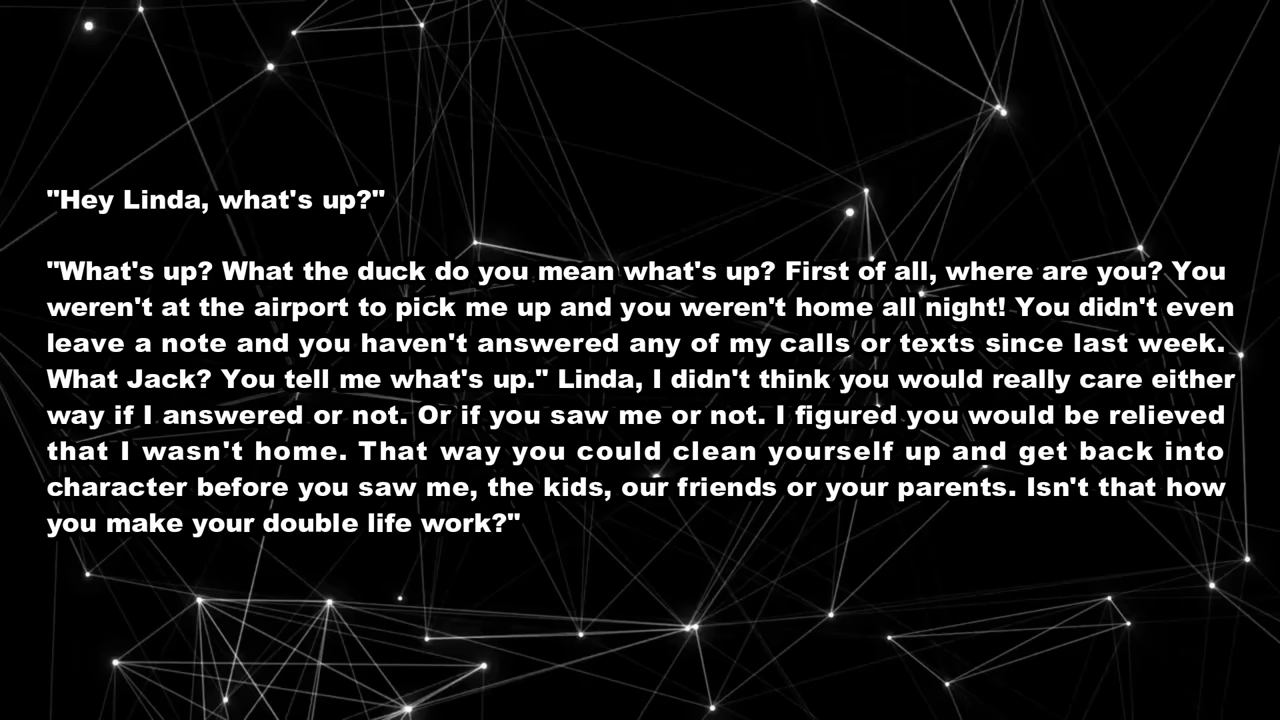 "Hey Linda, what's up?"
"What's up? What the duck do you mean what's up? First of all, where are you? You
weren't at the airport to pick me up and you weren't home all night! You didn't even
leave a note and you haven't answered any of my calls or texts since last week.
What Jack? You tell me what's up." Linda, I didn't think you would really care either
way if I answered or not. Or if you saw me or not. I figured you would be relieved
that I wasn't home. That way you could clean yourself up and get back into
character before you saw me, the kids, our friends or your parents. Isn't that how
you make your double life work?"